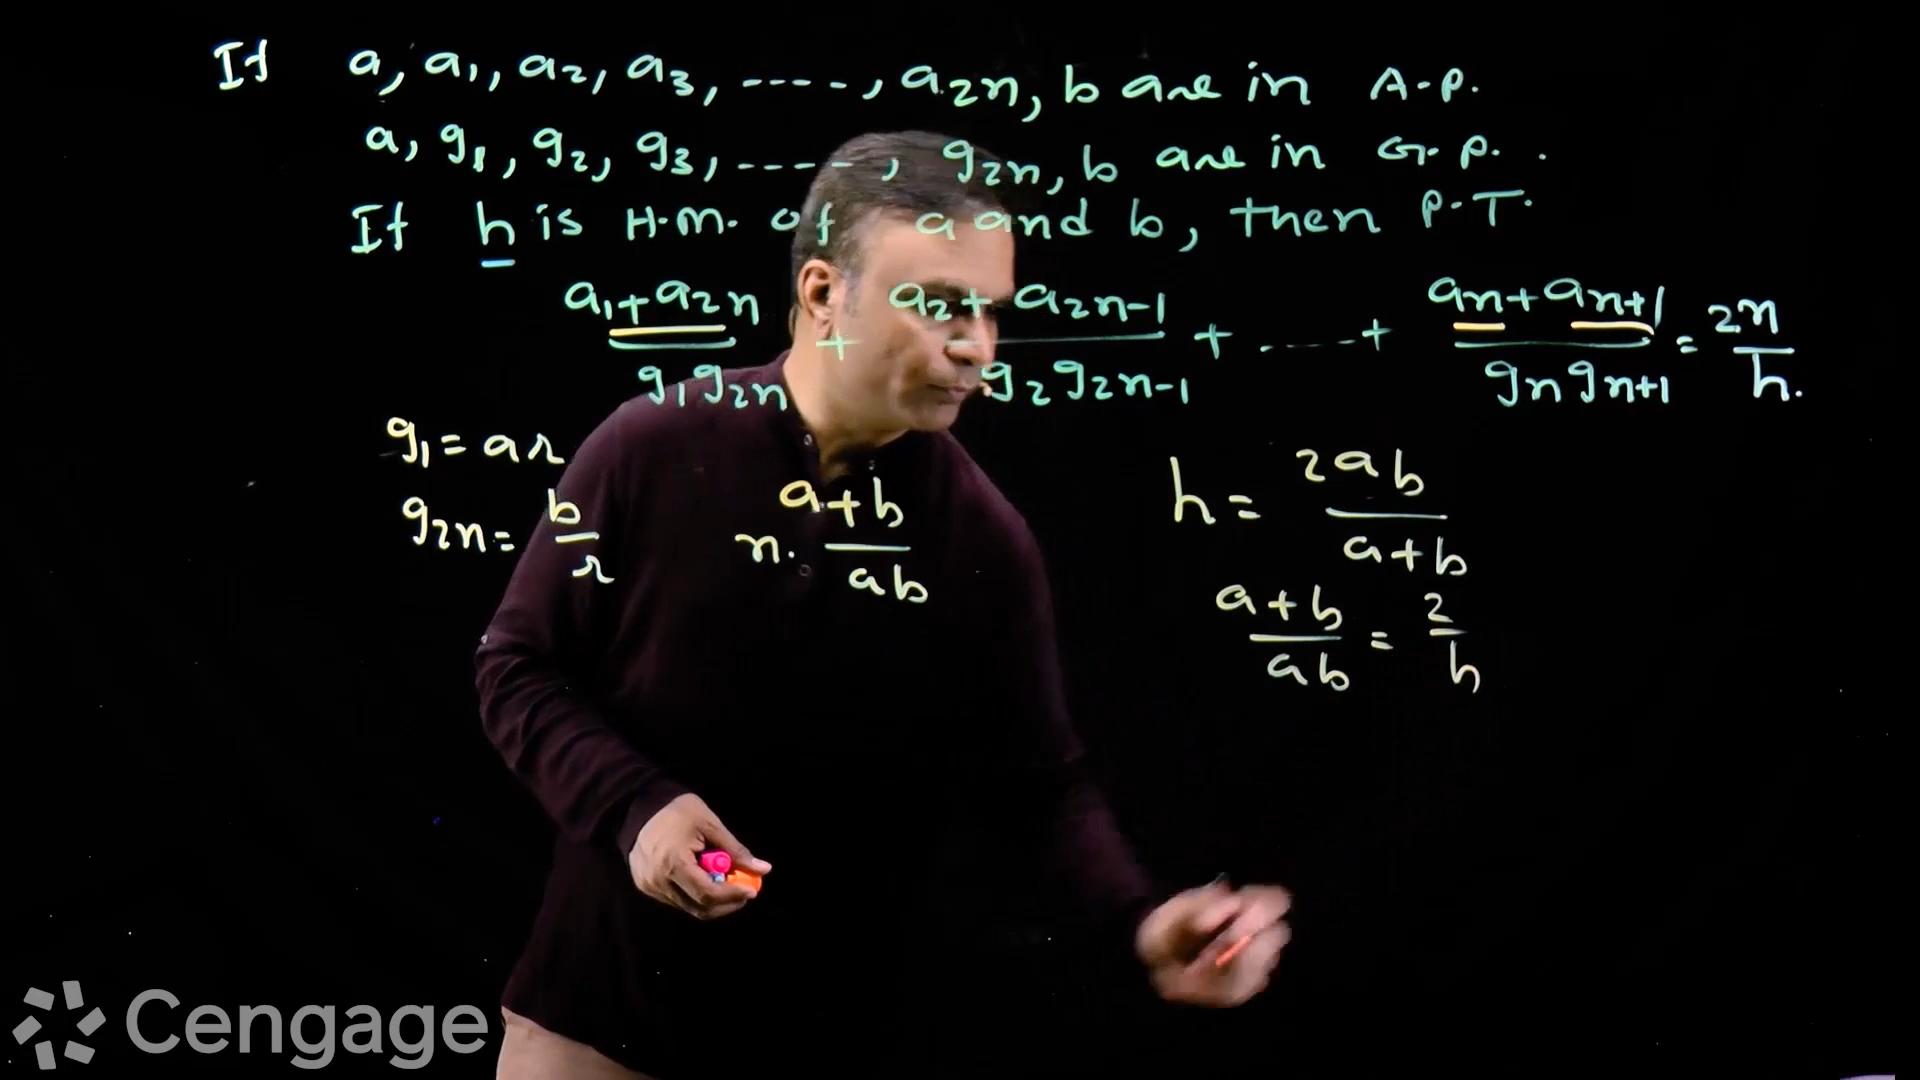 If a, a₁, a₂, a₃, ----, a₂ₙ, b are in A.P.
a, g₁, g₂, g₃, ----, g₂ₙ, b are in G.P.
If h is H.M. of a and b, then P.T.
(a₁+a₂ₙ)/(g₁g₂ₙ) + (a₂+a₂ₙ₋₁)/(g₂g₂ₙ₋₁) + ..... + (aₙ+aₙ₊₁)/(gₙgₙ₊₁) = 2n/h.
g₁ = ar
g₂ₙ = b/r
n. (a+b)/(ab)
h = 2ab/(a+b)
(a+b)/(ab) = 2/h
Cengage